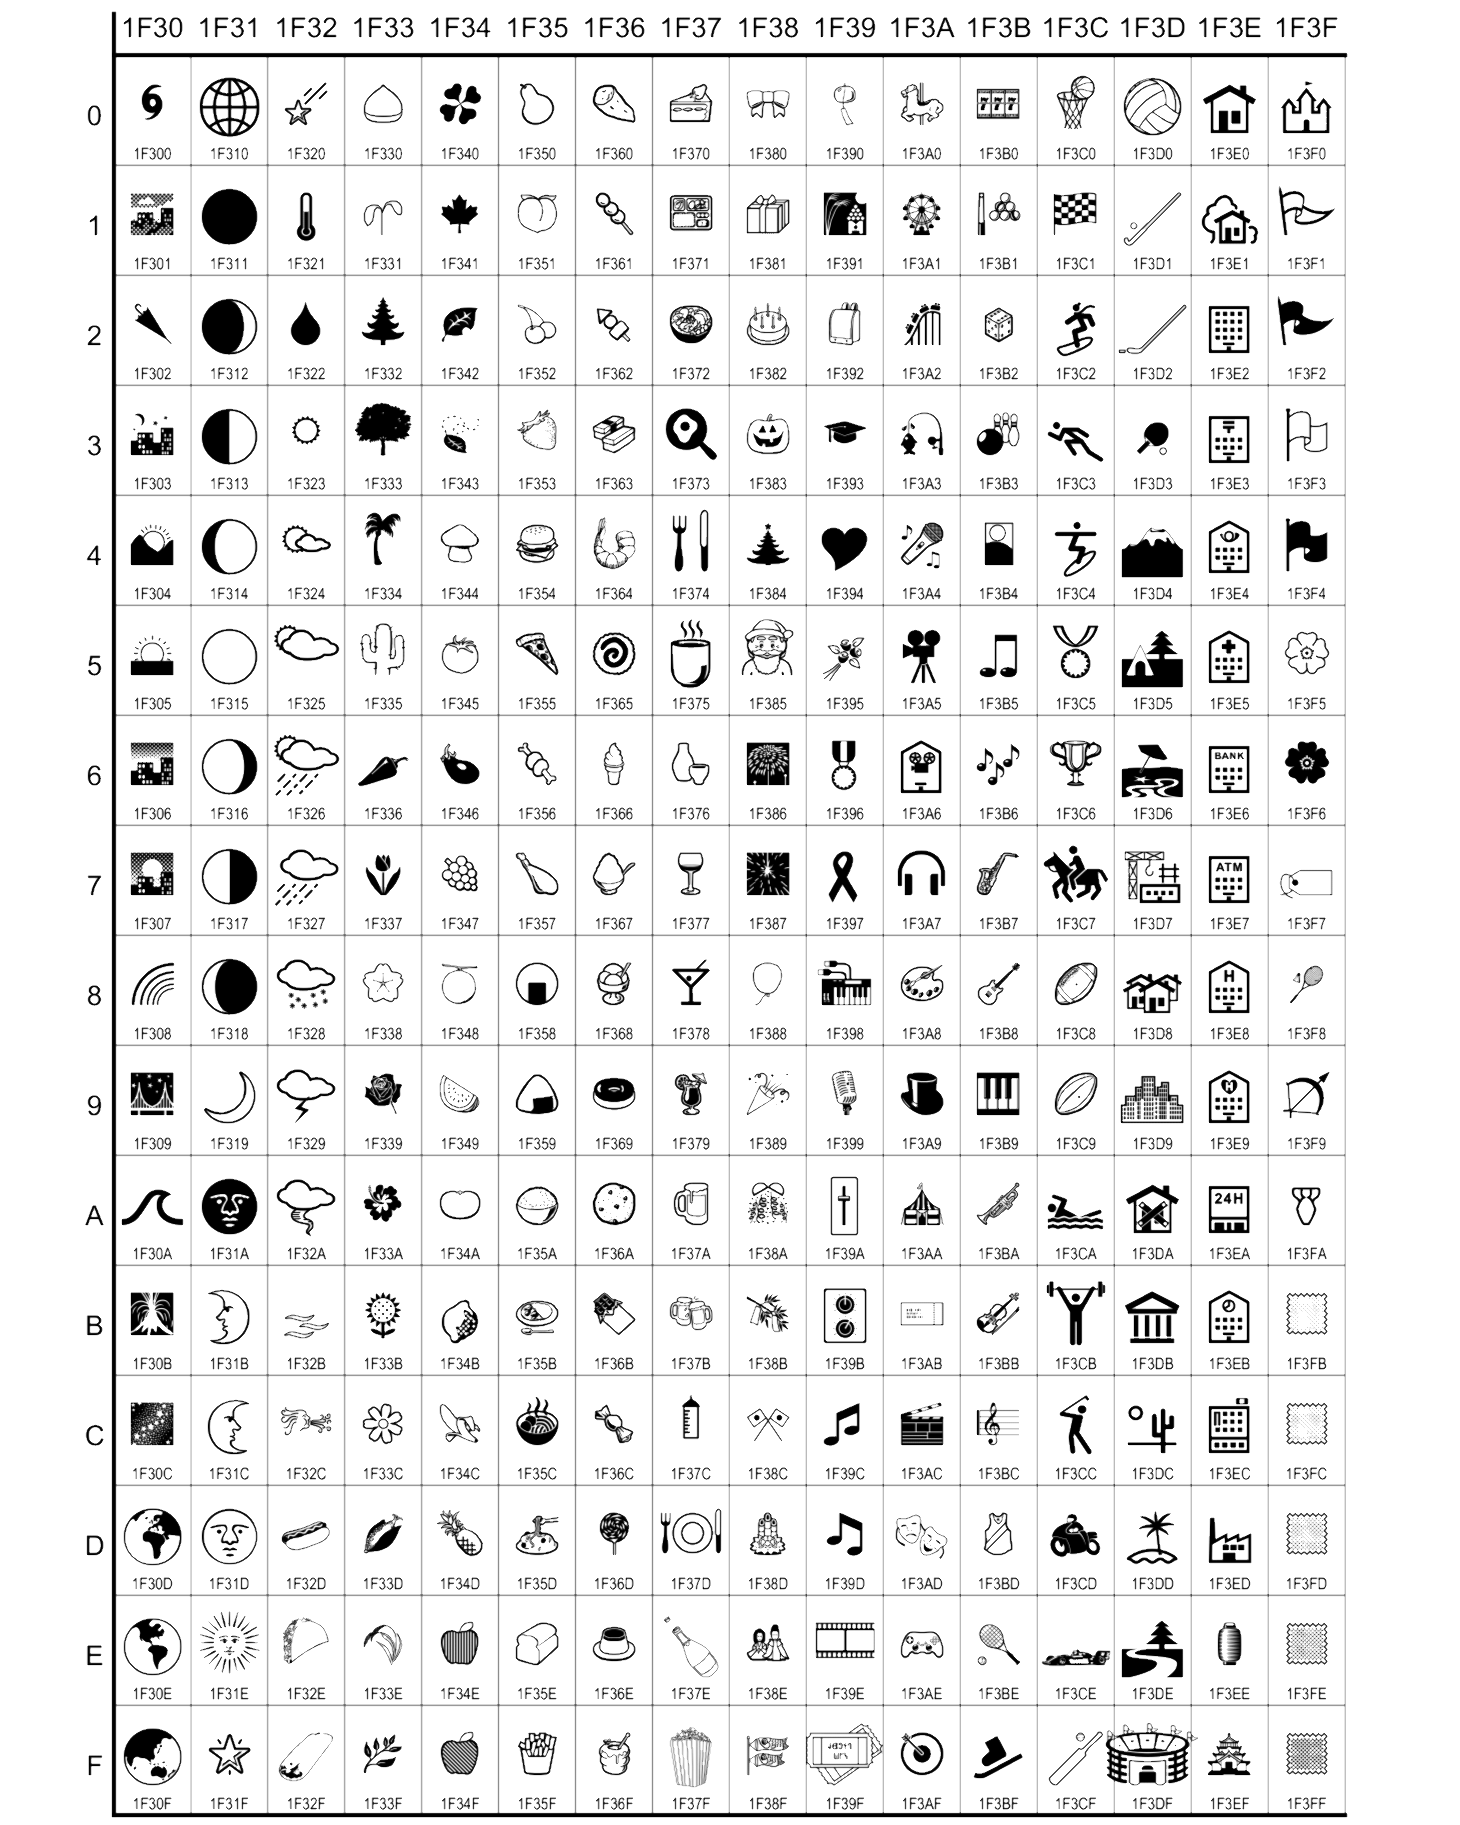 1F30 1F31 1F32 1F33 1F34 1F35 1F36 1F37 1F38 1F39 1F3A 1F3B 1F3C 1F3D 1F3E 1F3F
0
1F300 1F310 1F320 1F330 1F340 1F350 1F360 1F370 1F380 1F390 1F3A0 1F3B0 1F3C0 1F3D0 1F3E0 1F3F0
1
1F301 1F311 1F321 1F331 1F341 1F351 1F361 1F371 1F381 1F391 1F3A1 1F3B1 1F3C1 1F3D1 1F3E1 1F3F1
2
1F302 1F312 1F322 1F332 1F342 1F352 1F362 1F372 1F382 1F392 1F3A2 1F3B2 1F3C2 1F3D2 1F3E2 1F3F2
3
1F303 1F313 1F323 1F333 1F343 1F353 1F363 1F373 1F383 1F393 1F3A3 1F3B3 1F3C3 1F3D3 1F3E3 1F3F3
4
1F304 1F314 1F324 1F334 1F344 1F354 1F364 1F374 1F384 1F394 1F3A4 1F3B4 1F3C4 1F3D4 1F3E4 1F3F4
5
1F305 1F315 1F325 1F335 1F345 1F355 1F365 1F375 1F385 1F395 1F3A5 1F3B5 1F3C5 1F3D5 1F3E5 1F3F5
BANK
6
1F306 1F316 1F326 1F336 1F346 1F356 1F366 1F376 1F386 1F396 1F3A6 1F3B6 1F3C6 1F3D6 1F3E6 1F3F6
ATM
7
1F307 1F317 1F327 1F337 1F347 1F357 1F367 1F377 1F387 1F397 1F3A7 1F3B7 1F3C7 1F3D7 1F3E7 1F3F7
H
8
1F308 1F318 1F328 1F338 1F348 1F358 1F368 1F378 1F388 1F398 1F3A8 1F3B8 1F3C8 1F3D8 1F3E8 1F3F8
H
9
1F309 1F319 1F329 1F339 1F349 1F359 1F369 1F379 1F389 1F399 1F3A9 1F3B9 1F3C9 1F3D9 1F3E9 1F3F9
24H
A
1F30A 1F31A 1F32A 1F33A 1F34A 1F35A 1F36A 1F37A 1F38A 1F39A 1F3AA 1F3BA 1F3CA 1F3DA 1F3EA 1F3FA
B
1F30B 1F31B 1F32B 1F33B 1F34B 1F35B 1F36B 1F37B 1F38B 1F39B 1F3AB 1F3BB 1F3CB 1F3DB 1F3EB 1F3FB
C
1F30C 1F31C 1F32C 1F33C 1F34C 1F35C 1F36C 1F37C 1F38C 1F39C 1F3AC 1F3BC 1F3CC 1F3DC 1F3EC 1F3FC
D
1F30D 1F31D 1F32D 1F33D 1F34D 1F35D 1F36D 1F37D 1F38D 1F39D 1F3AD 1F3BD 1F3CD 1F3DD 1F3ED 1F3FD
E
1F30E 1F31E 1F32E 1F33E 1F34E 1F35E 1F36E 1F37E 1F38E 1F39E 1F3AE 1F3BE 1F3CE 1F3DE 1F3EE 1F3FE
F
1F30F 1F31F 1F32F 1F33F 1F34F 1F35F 1F36F 1F37F 1F38F 1F39F 1F3AF 1F3BF 1F3CF 1F3DF 1F3EF 1F3FF